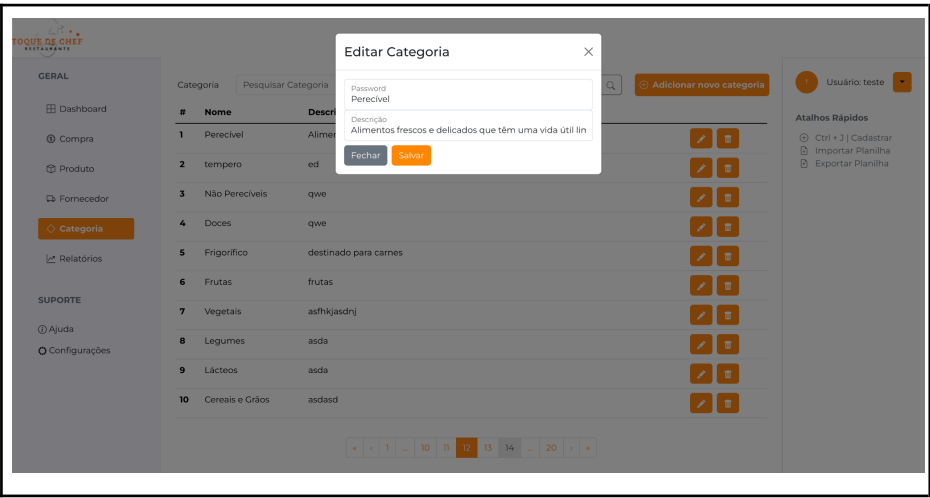 TOQUE DE CHEF
RESTAURANTE
GERAL
Dashboard
Compra
Produto
Fornecedor
Categoria
Relatórios
SUPORTE
Ajuda
Configurações
Categoria Pesquisar Categoria Adicionar novo categoria
# Nome Descri
1 Perecível Alimen
2 tempero ed
3 Não Perecíveis qwe
4 Doces qwe
5 Frigorífico destinado para carnes
6 Frutas frutas
7 Vegetais asfhkjasdnj
8 Legumes asda
9 Lácteos asda
10 Cereais e Grãos asdasd
« ‹ 1 ... 10 11 12 13 14 ... 20 › »
Editar Categoria
Password
Perecível
Descrição
Alimentos frescos e delicados que têm uma vida útil lim
Fechar Salvar
1 Usuário: teste
Atalhos Rápidos
Ctrl + J | Cadastrar
Importar Planilha
Exportar Planilha